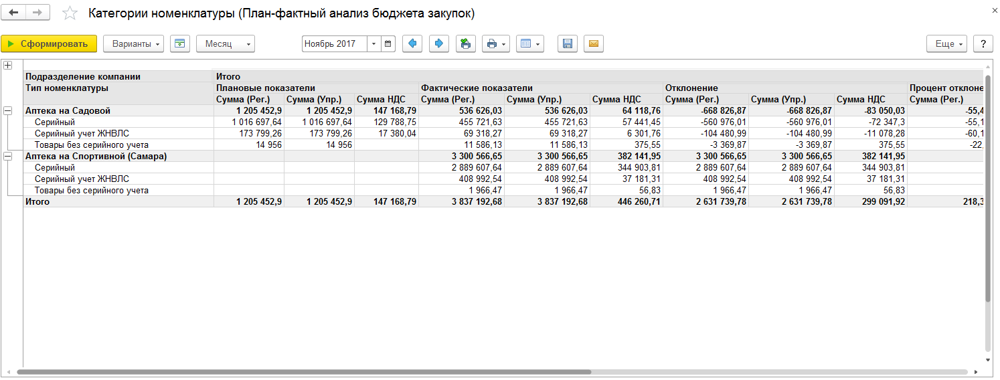 Категории номенклатуры (План-фактный анализ бюджета закупок)
Сформировать Варианты Месяц Ноябрь 2017 Еще ?
Подразделение компании Итого
Тип номенклатуры Плановые показатели Фактические показатели Отклонение Процент отклоне
Сумма (Рег.) Сумма (Упр.) Сумма НДС Сумма (Рег.) Сумма (Упр.) Сумма НДС Сумма (Рег.) Сумма (Упр.) Сумма НДС Сумма (Рег.)
Аптека на Садовой 1 205 452,9 1 205 452,9 147 168,79 536 626,03 536 626,03 64 118,76 -668 826,87 -668 826,87 -83 050,03 -55,4
Серийный 1 016 697,64 1 016 697,64 129 788,75 455 721,63 455 721,63 57 441,45 -560 976,01 -560 976,01 -72 347,3 -55,1
Серийный учет ЖНВЛС 173 799,26 173 799,26 17 380,04 69 318,27 69 318,27 6 301,76 -104 480,99 -104 480,99 -11 078,28 -60,1
Товары без серийного учета 14 956 14 956 11 586,13 11 586,13 375,55 -3 369,87 -3 369,87 375,55 -22,
Аптека на Спортивной (Самара) 3 300 566,65 3 300 566,65 382 141,95 3 300 566,65 3 300 566,65 382 141,95
Серийный 2 889 607,64 2 889 607,64 344 903,81 2 889 607,64 2 889 607,64 344 903,81
Серийный учет ЖНВЛС 408 992,54 408 992,54 37 181,31 408 992,54 408 992,54 37 181,31
Товары без серийного учета 1 966,47 1 966,47 56,83 1 966,47 1 966,47 56,83
Итого 1 205 452,9 1 205 452,9 147 168,79 3 837 192,68 3 837 192,68 446 260,71 2 631 739,78 2 631 739,78 299 091,92 218,3